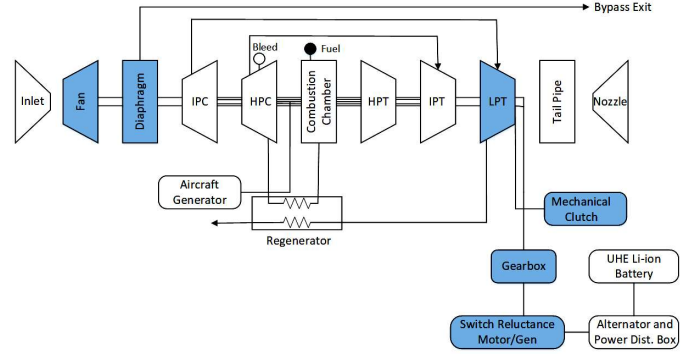 Bypass Exit
Bleed
Fuel
Inlet
Fan
Diaphragm
IPC
HPC
Combustion
Chamber
HPT
IPT
LPT
Tail Pipe
Nozzle
Aircraft
Generator
Regenerator
Mechanical
Clutch
Gearbox
UHE Li-ion
Battery
Switch Reluctance
Motor/Gen
Alternator and
Power Dist. Box